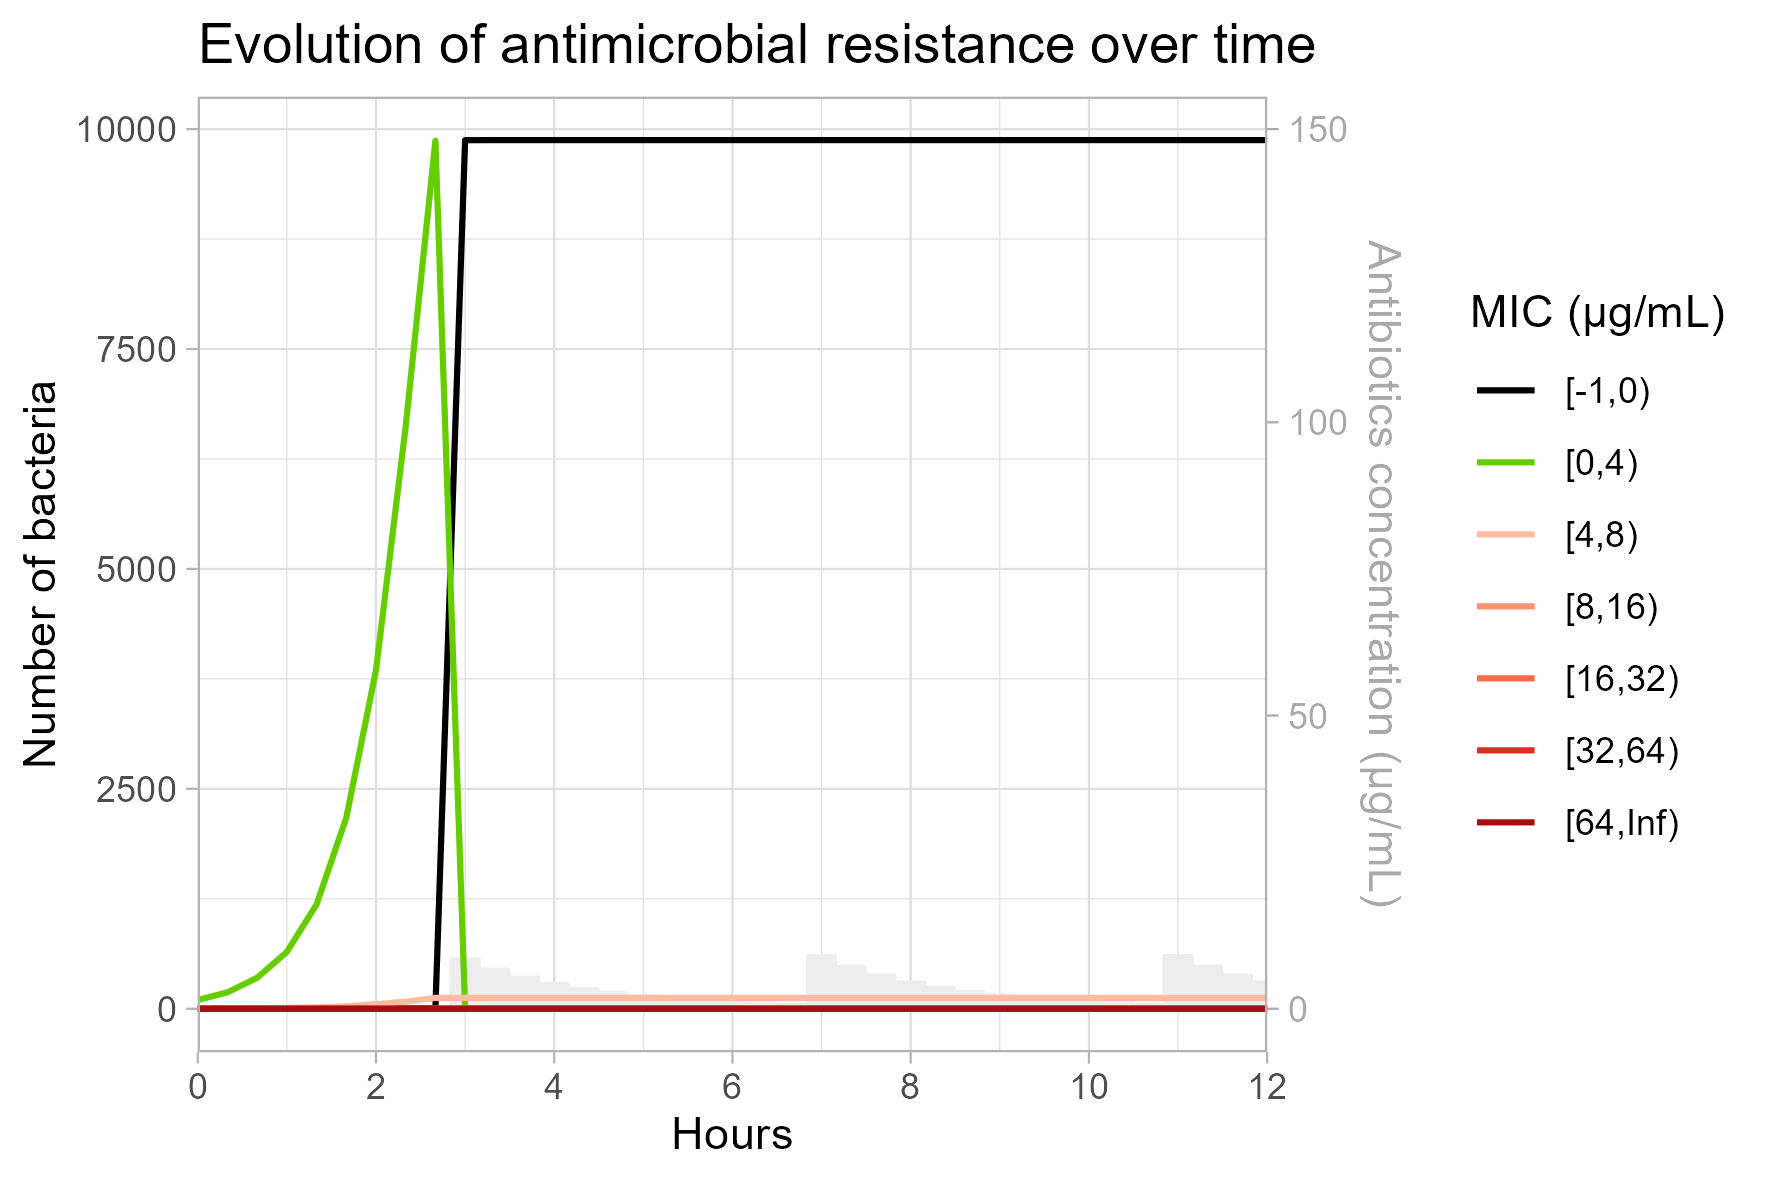 Evolution of antimicrobial resistance over time
10000
7500
5000
2500
0
Number of bacteria
150
100
50
0
Antibiotics concentration (µg/mL)
0 2 4 6 8 10 12
Hours
MIC (µg/mL)
[-1,0)
[0,4)
[4,8)
[8,16)
[16,32)
[32,64)
[64,Inf)